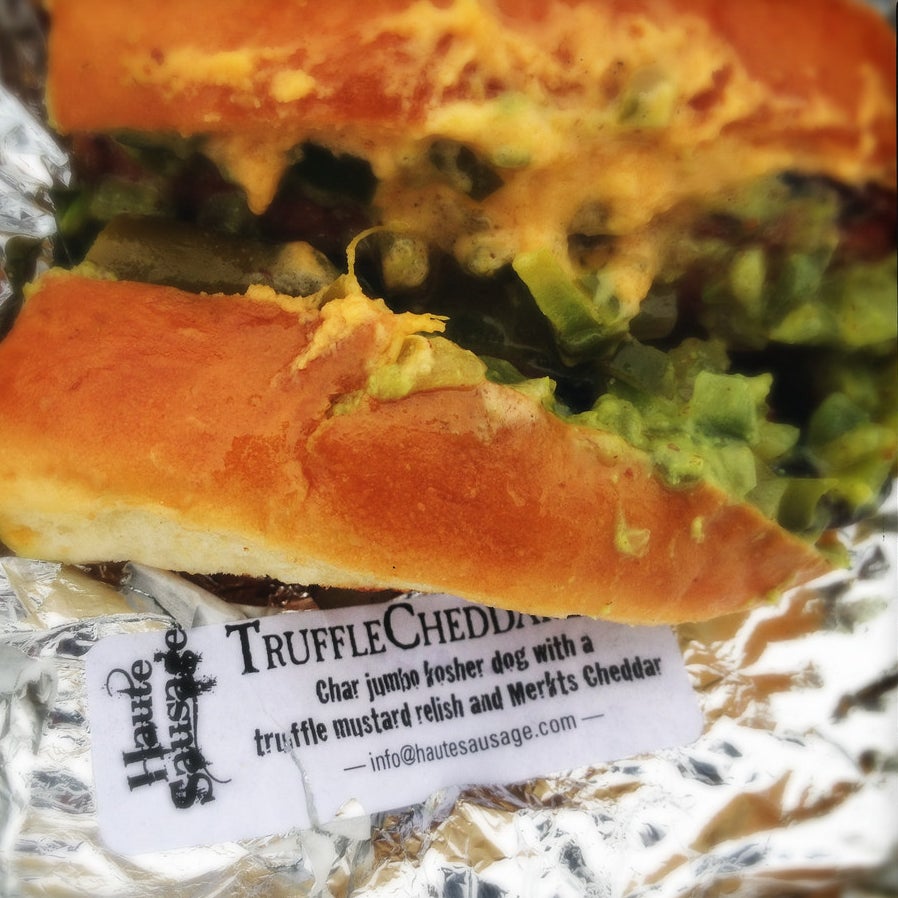 Haute
Sausage
TruffleChedda
Char jumbo kosher dog with a
truffle mustard relish and Merkts Cheddar
— info@hautesausage.com —